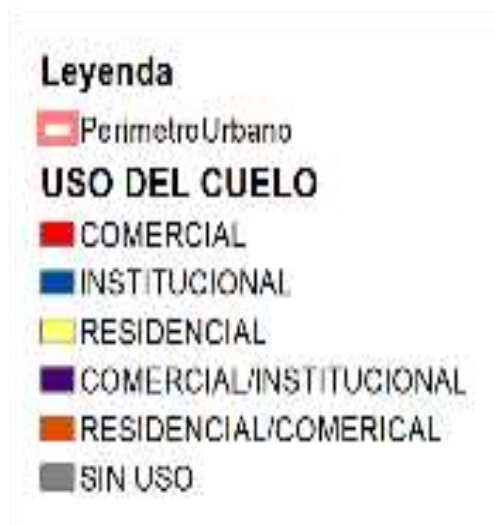 Leyenda
PerimetroUrbano
USO DEL CUELO
COMERCIAL
INSTITUCIONAL
RESIDENCIAL
COMERCIAL/INSTITUCIONAL
RESIDENCIAL/COMERICAL
SIN USO